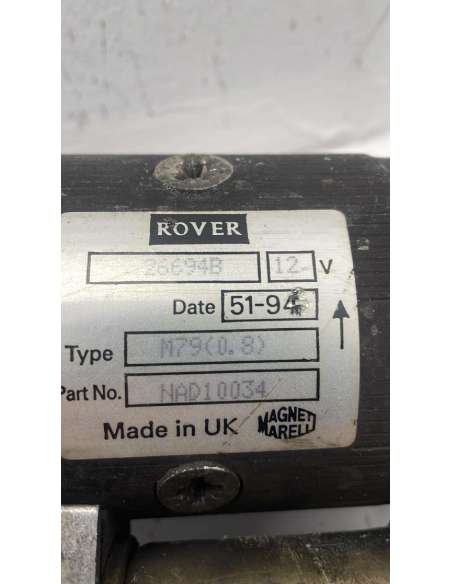 ROVER
26694B 12- V
Date 51-94
Type M79(0.8)
Part No. NAD10034
Made in UK MAGNETI MARELLI